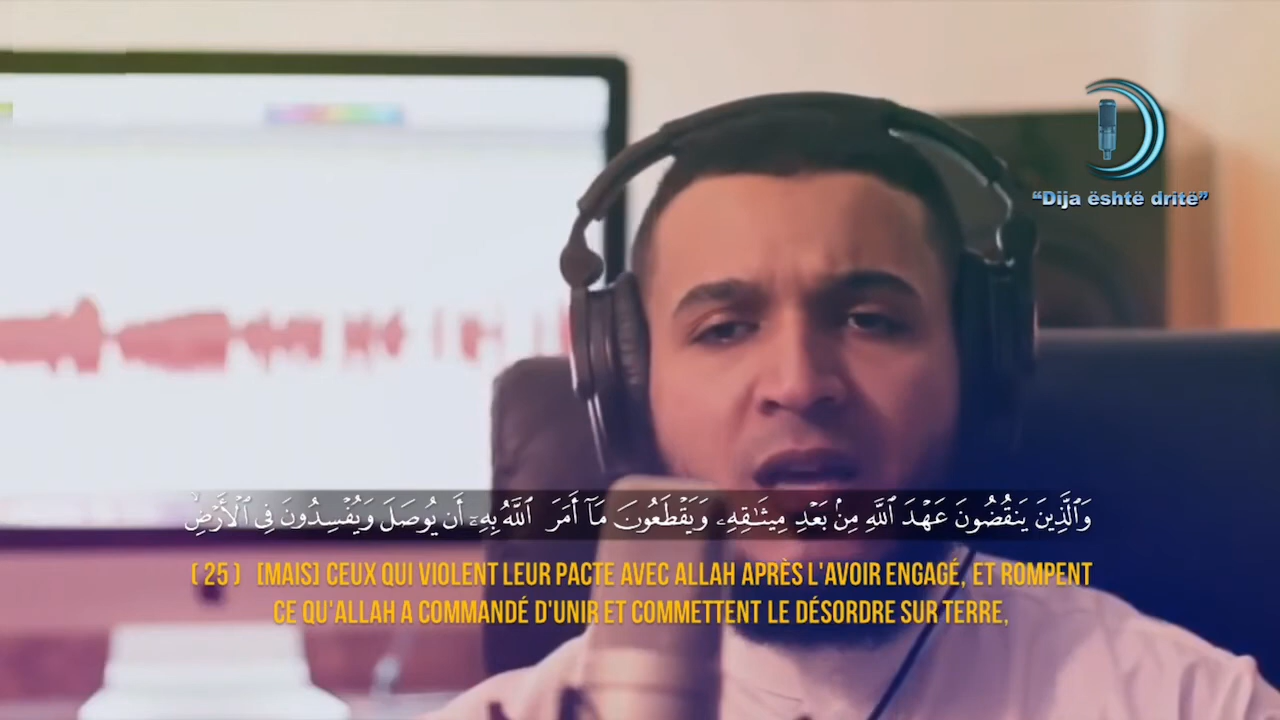 “Dija është dritë”
وَٱلَّذِينَ يَنقُضُونَ عَهْدَ ٱللَّهِ مِنۢ بَعْدِ مِيثَـٰقِهِۦ وَيَقْطَعُونَ مَآ أَمَرَ ٱللَّهُ بِهِۦٓ أَن يُوصَلَ وَيُفْسِدُونَ فِى ٱلْأَرْضِ ۙ
( 25 ) [MAIS] CEUX QUI VIOLENT LEUR PACTE AVEC ALLAH APRÈS L'AVOIR ENGAGÉ, ET ROMPENT
CE QU'ALLAH A COMMANDÉ D'UNIR ET COMMETTENT LE DÉSORDRE SUR TERRE,